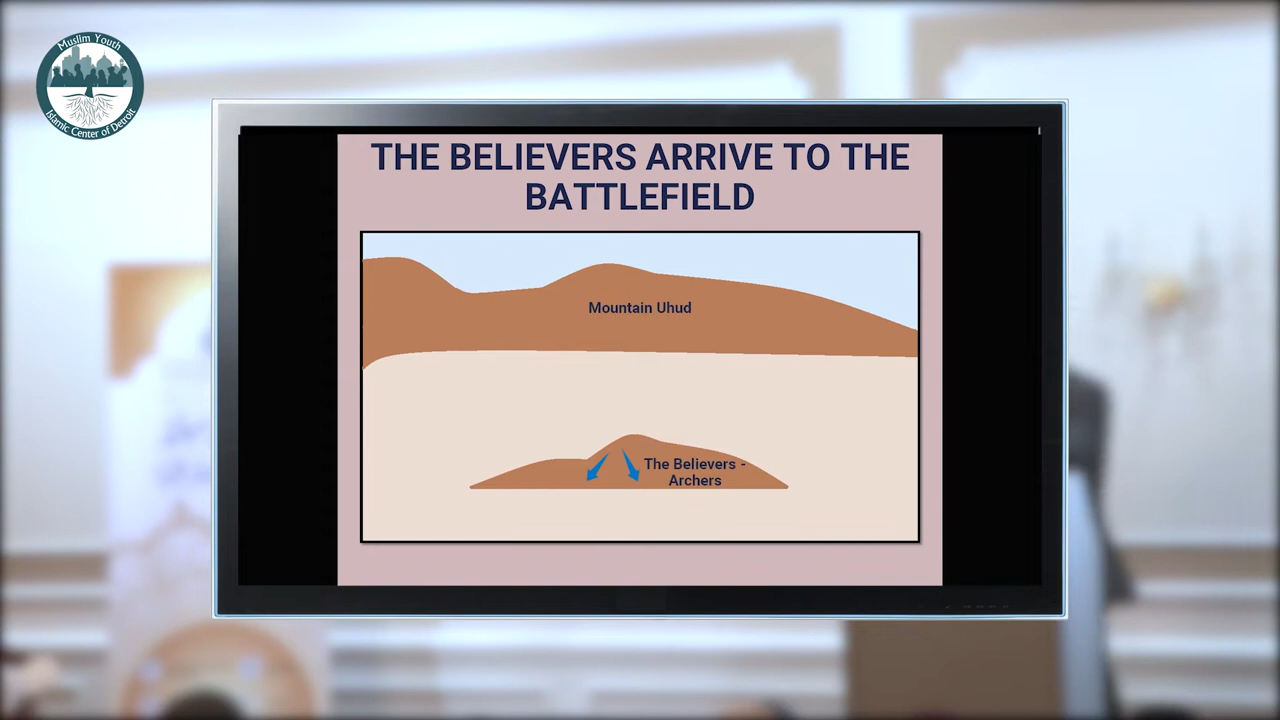 Muslim Youth
Islamic Center of Detroit
THE BELIEVERS ARRIVE TO THE
BATTLEFIELD
Mountain Uhud
The Believers -
Archers